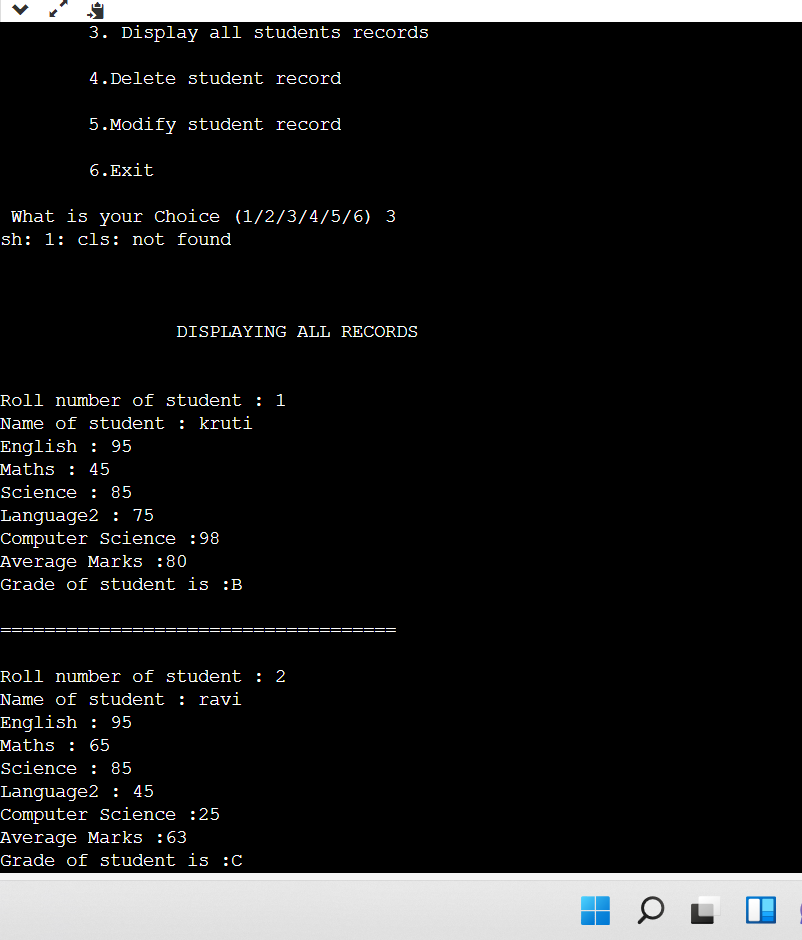 3. Display all students records
4.Delete student record
5.Modify student record
6.Exit
What is your Choice (1/2/3/4/5/6) 3
sh: 1: cls: not found
DISPLAYING ALL RECORDS
Roll number of student : 1
Name of student : kruti
English : 95
Maths : 45
Science : 85
Language2 : 75
Computer Science :98
Average Marks :80
Grade of student is :B
====================================
Roll number of student : 2
Name of student : ravi
English : 95
Maths : 65
Science : 85
Language2 : 45
Computer Science :25
Average Marks :63
Grade of student is :C